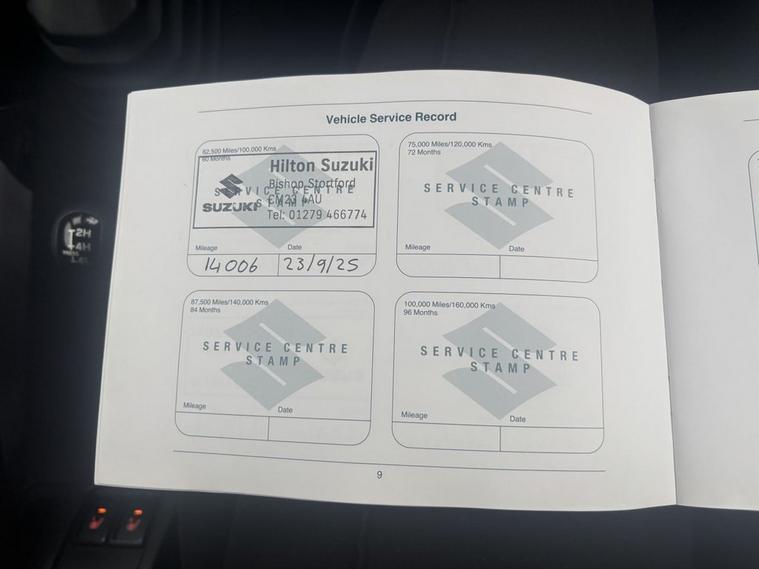 Vehicle Service Record
62,500 Miles/100,000 Kms
60 Months
Hilton Suzuki
Bishop Stortford
SERVICE CENTRE
STAMP
SUZUKI
CM23 4AU
Tel: 01279 466774
Mileage Date
14006 23/9/25
75,000 Miles/120,000 Kms
72 Months
SERVICE CENTRE
STAMP
Mileage Date
87,500 Miles/140,000 Kms
84 Months
SERVICE CENTRE
STAMP
Mileage Date
100,000 Miles/160,000 Kms
96 Months
SERVICE CENTRE
STAMP
Mileage Date
9
2H
4H